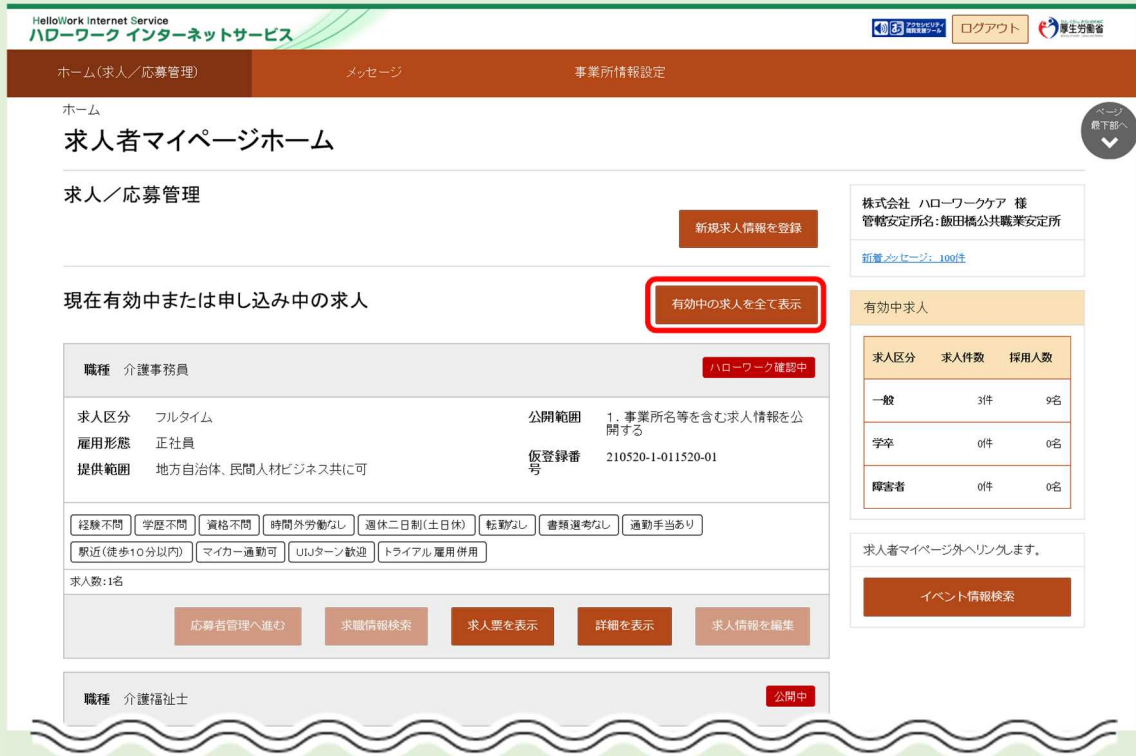 HelloWork Internet Service
ハローワーク インターネットサービス
アクセシビリティ
閲覧支援ツール
ログアウト
厚生労働省
ホーム(求人／応募管理)
メッセージ
事業所情報設定
ホーム
ページ
最下部へ
求人者マイページホーム
求人／応募管理
新規求人情報を登録
株式会社 ハローワークケア 様
管轄安定所名：飯田橋公共職業安定所
新着メッセージ： 100件
現在有効中または申し込み中の求人
有効中の求人を全て表示
有効中求人
求人区分 求人件数 採用人数
一般 3件 9名
学卒 0件 0名
障害者 0件 0名
職種 介護事務員
ハローワーク確認中
求人区分 フルタイム
雇用形態 正社員
提供範囲 地方自治体、民間人材ビジネス共に可
公開範囲 1．事業所名等を含む求人情報を公
開する
仮登録番
号 210520-1-011520-01
経験不問 学歴不問 資格不問 時間外労働なし 週休二日制(土日休) 転勤なし 書類選考なし 通勤手当あり
駅近(徒歩10分以内) マイカー通勤可 UIJターン歓迎 トライアル雇用併用
求人数:1名
応募者管理へ進む 求職情報検索 求人票を表示 詳細を表示 求人情報を編集
求人者マイページ外へリンクします。
イベント情報検索
職種 介護福祉士
公開中